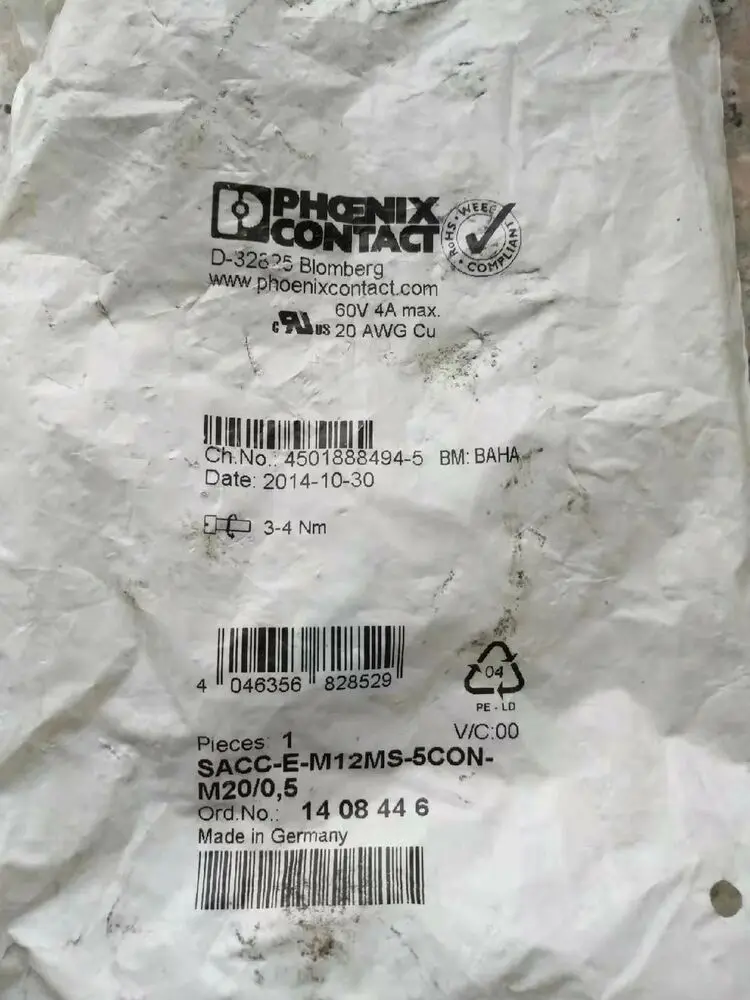 PHŒNIX
CONTACT
WEEE
RoHS
COMPLIANT
D-32825 Blomberg
www.phoenixcontact.com
60V 4A max.
c US 20 AWG Cu
Ch.No.: 4501888494-5 BM: BAHA
Date: 2014-10-30
3-4 Nm
4 046356 828529
04
PE-LD
V/C:00
Pieces: 1
SACC-E-M12MS-5CON-
M20/0,5
Ord.No.: 14 08 44 6
Made in Germany